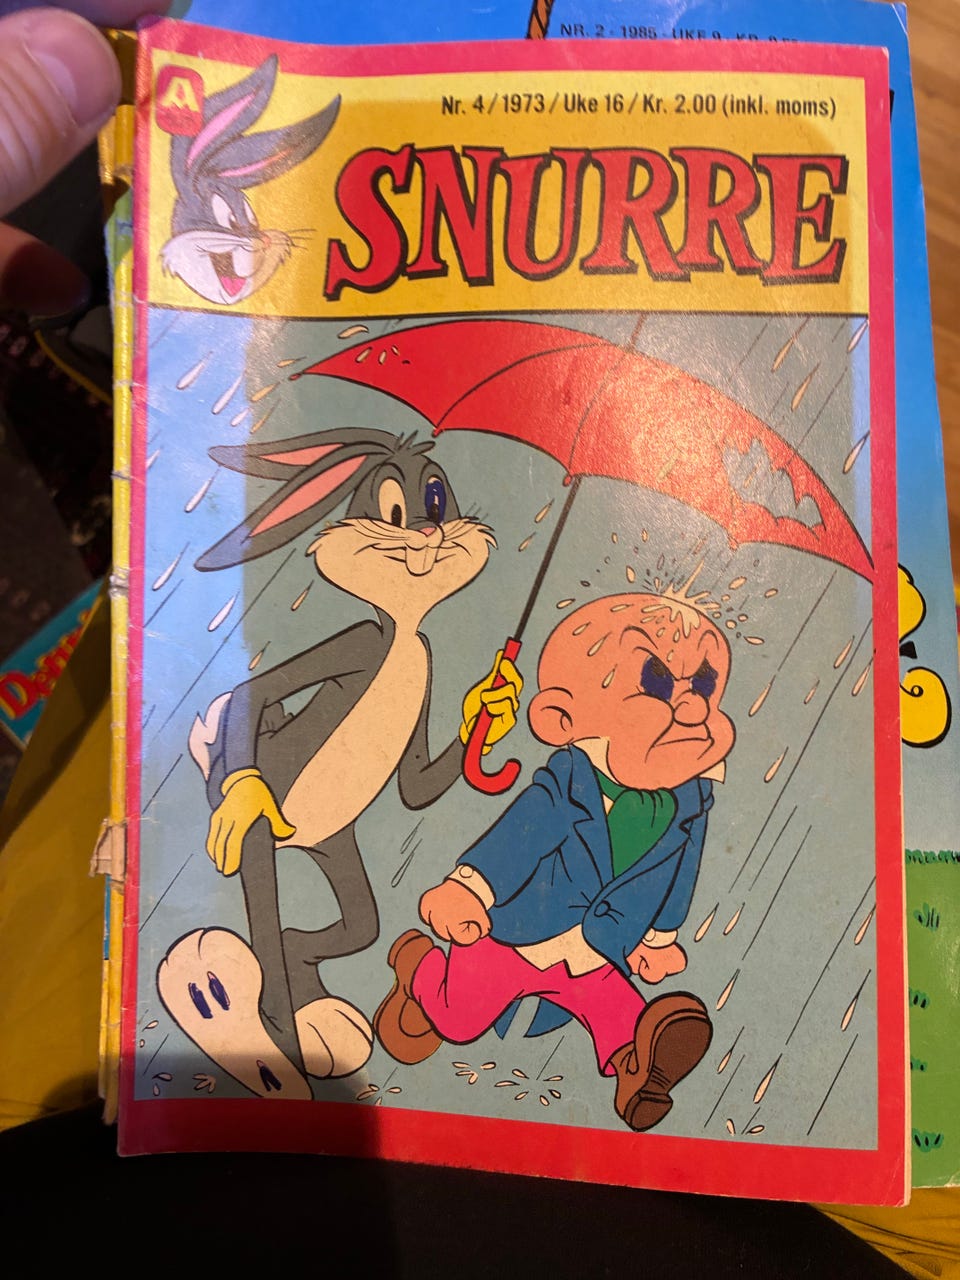 NR. 2 - 1985 - UKE 9
A
Nr. 4/1973/Uke 16/Kr. 2.00 (inkl. moms)
SNURRE